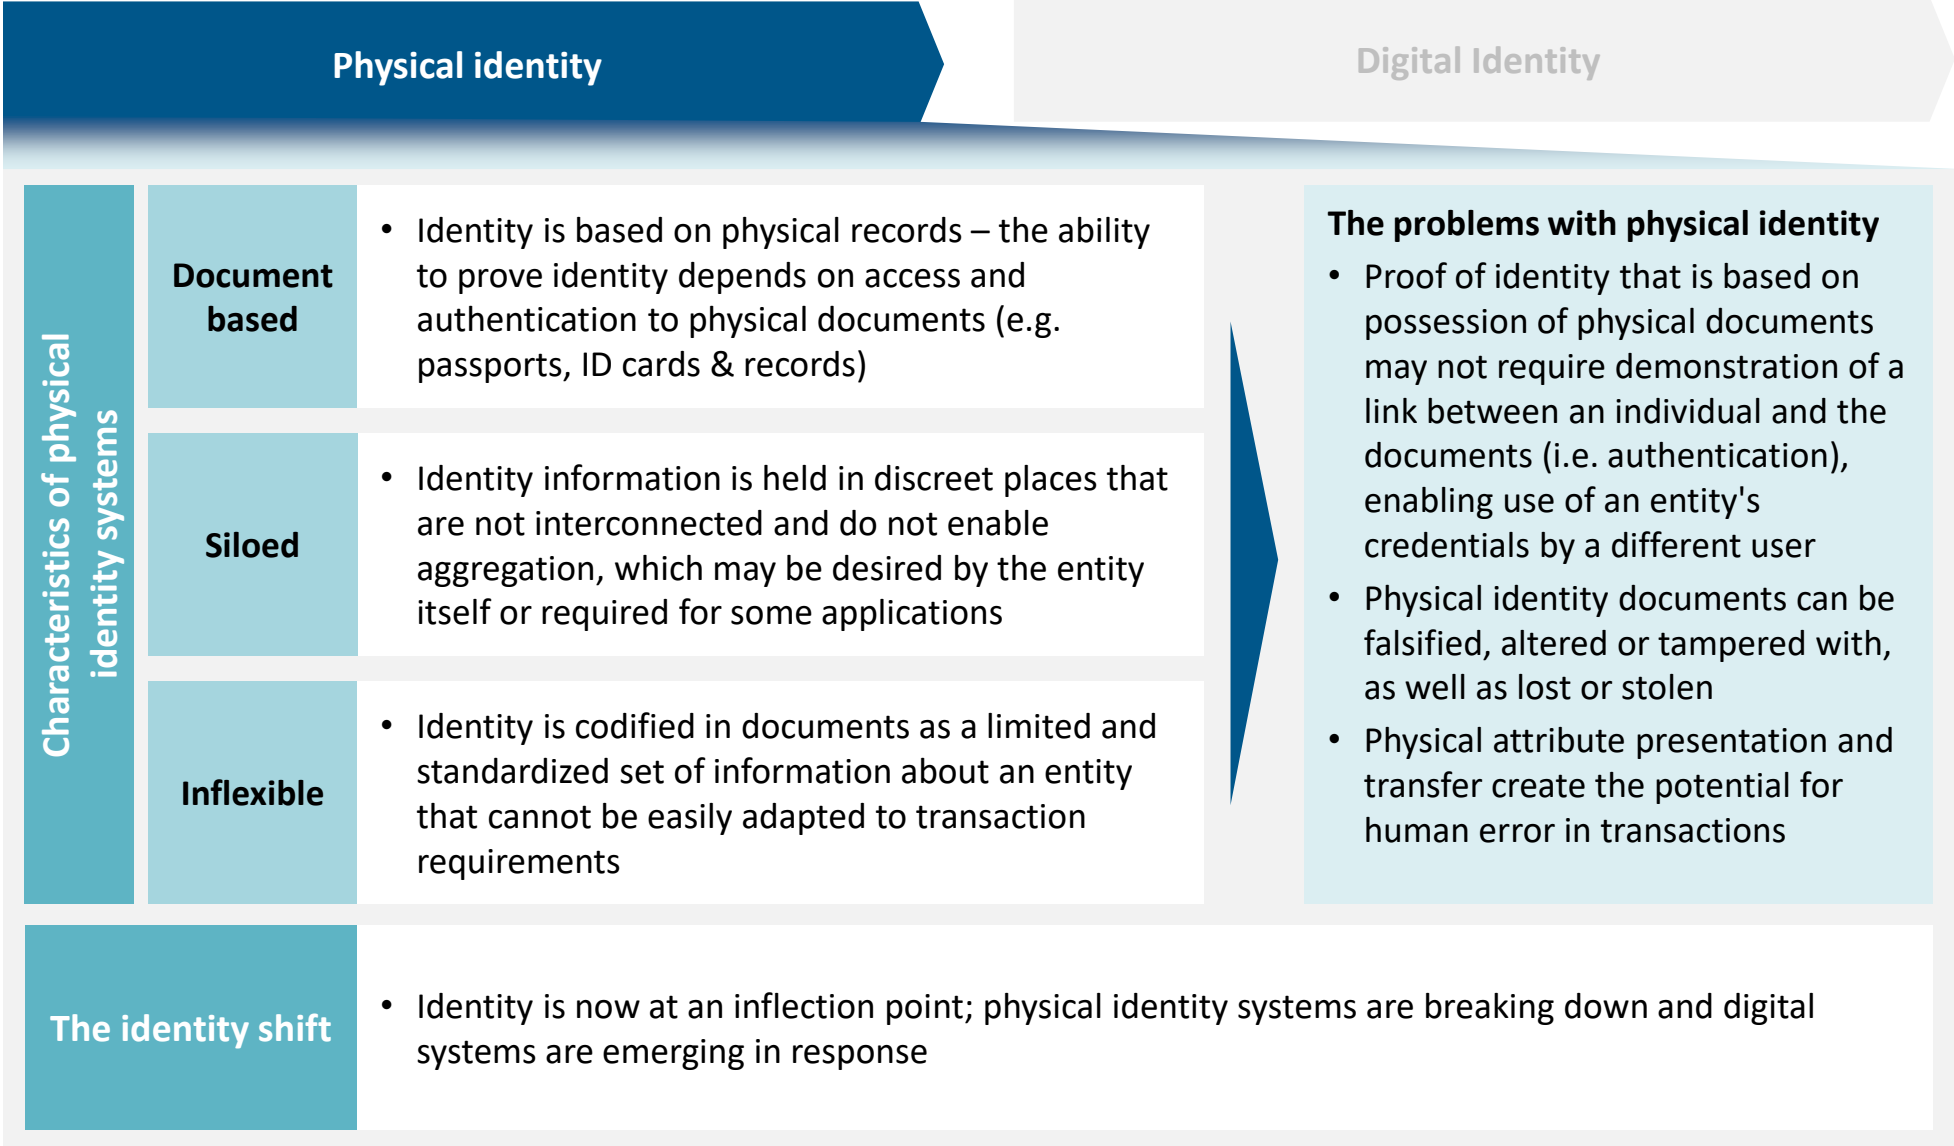 Physical identity
Digital Identity
Characteristics of physical
identity systems
Document
based
• Identity is based on physical records – the ability
to prove identity depends on access and
authentication to physical documents (e.g.
passports, ID cards & records)
Siloed
• Identity information is held in discreet places that
are not interconnected and do not enable
aggregation, which may be desired by the entity
itself or required for some applications
Inflexible
• Identity is codified in documents as a limited and
standardized set of information about an entity
that cannot be easily adapted to transaction
requirements
The problems with physical identity
• Proof of identity that is based on
possession of physical documents
may not require demonstration of a
link between an individual and the
documents (i.e. authentication),
enabling use of an entity's
credentials by a different user
• Physical identity documents can be
falsified, altered or tampered with,
as well as lost or stolen
• Physical attribute presentation and
transfer create the potential for
human error in transactions
The identity shift
• Identity is now at an inflection point; physical identity systems are breaking down and digital
systems are emerging in response